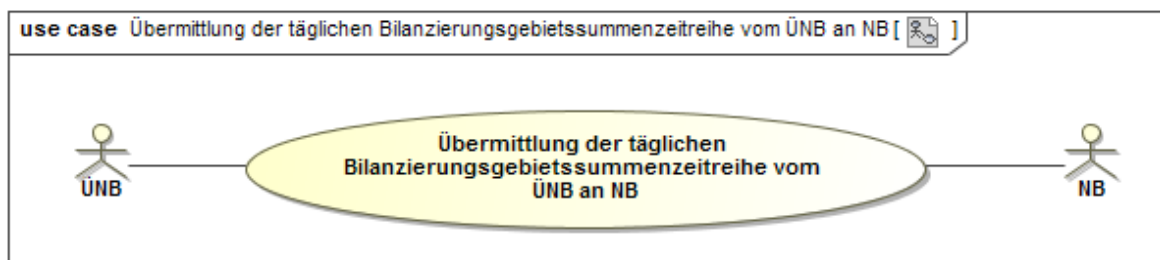 use case Übermittlung der täglichen Bilanzierungsgebietssummenzeitreihe vom ÜNB an NB [ ]
Übermittlung der täglichen
Bilanzierungsgebietssummenzeitreihe vom
ÜNB an NB
ÜNB
NB